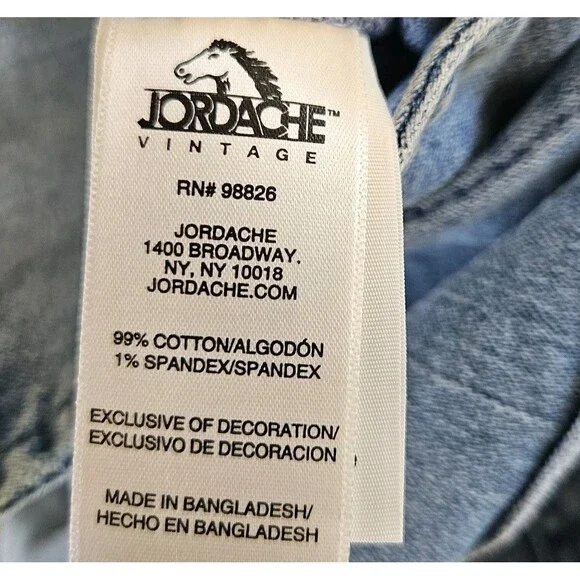 JORDACHE™
VINTAGE
RN# 98826
JORDACHE
1400 BROADWAY.
NY, NY 10018
JORDACHE.COM
99% COTTON/ALGODÓN
1% SPANDEX/SPANDEX
EXCLUSIVE OF DECORATION/
EXCLUSIVO DE DECORACION
MADE IN BANGLADESH/
HECHO EN BANGLADESH